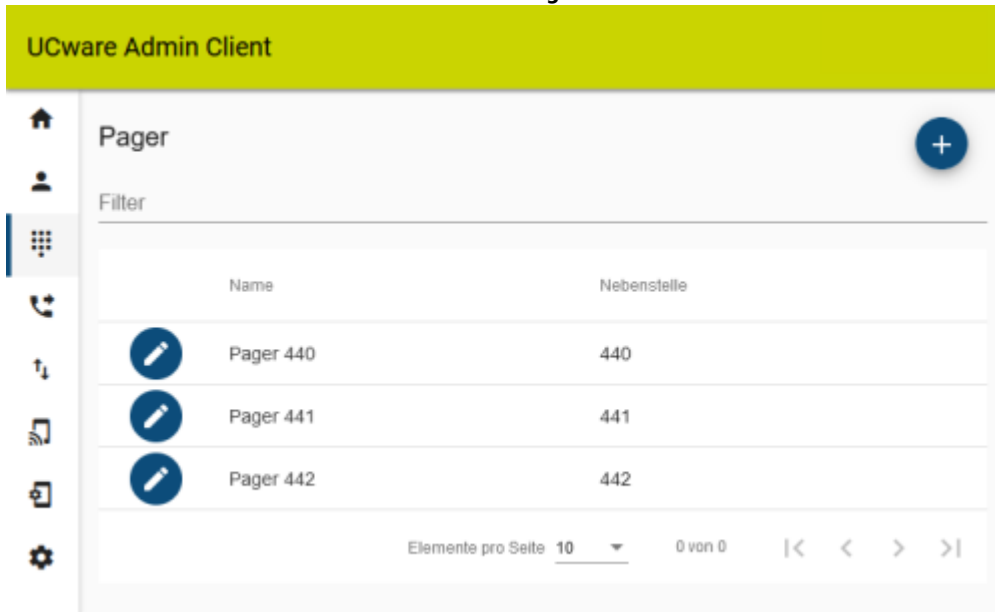 UCware Admin Client
Pager
Filter
Name Nebenstelle
Pager 440 440
Pager 441 441
Pager 442 442
Elemente pro Seite 10 0 von 0